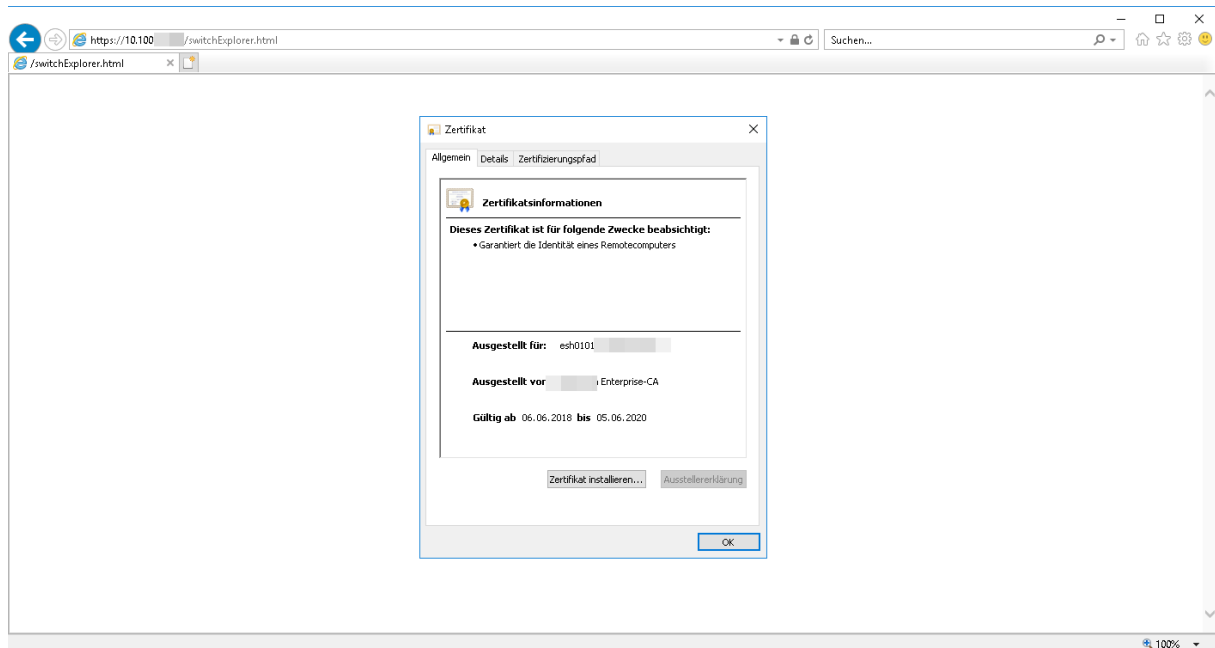 https://10.100 /switchExplorer.html
Suchen...
/switchExplorer.html
Zertifikat
Allgemein Details Zertifizierungspfad
Zertifikatsinformationen
Dieses Zertifikat ist für folgende Zwecke beabsichtigt:
• Garantiert die Identität eines Remotecomputers
Ausgestellt für: esh0101
Ausgestellt vor Enterprise-CA
Gültig ab 06.06.2018 bis 05.06.2020
Zertifikat installieren... Ausstellererklärung
OK
100%